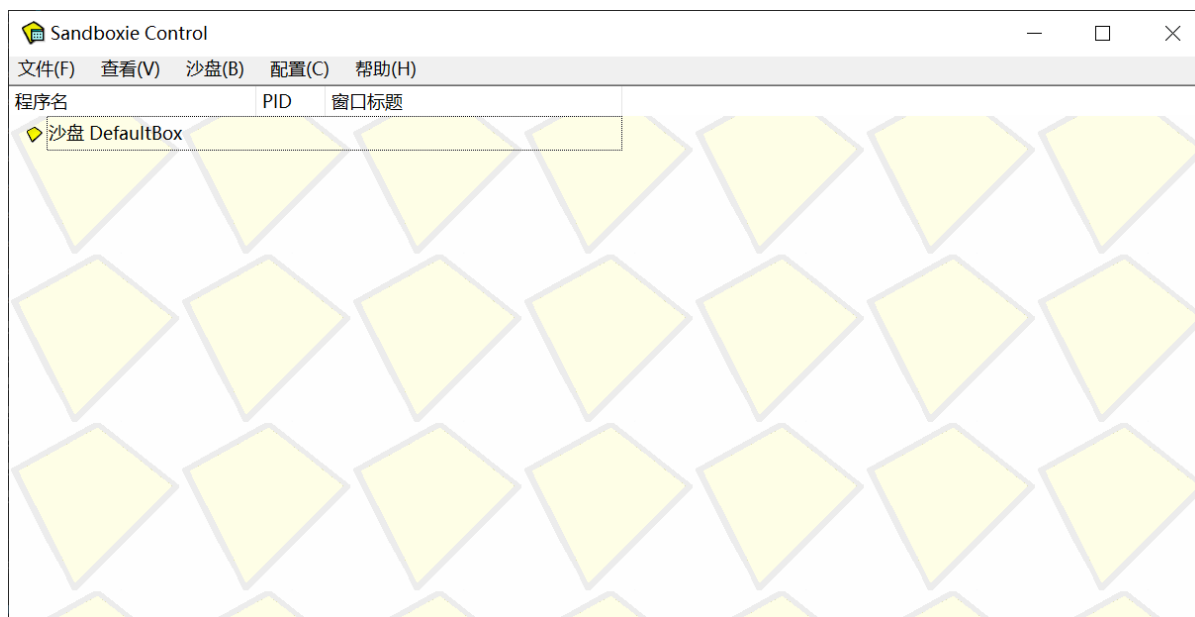 Sandboxie Control
文件(F) 查看(V) 沙盘(B) 配置(C) 帮助(H)
程序名 PID 窗口标题
沙盘 DefaultBox